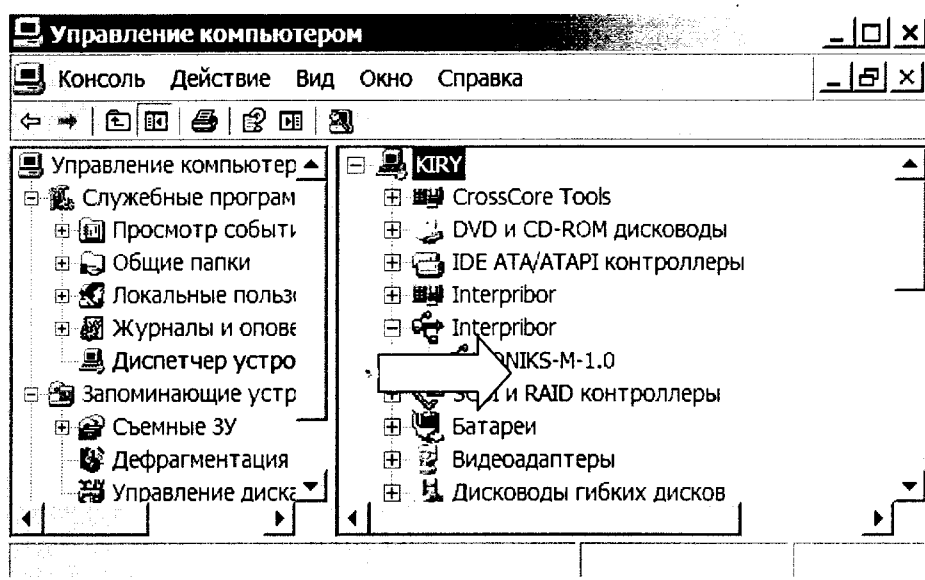 Управление компьютером
Консоль Действие Вид Окно Справка
Управление компьютер
Служебные програм
Просмотр событи
Общие папки
Локальные польз
Журналы и опове
Диспетчер устро
Запоминающие устр
Съемные ЗУ
Дефрагментация
Управление диска
KIRY
CrossCore Tools
DVD и CD-ROM дисководы
IDE ATA/ATAPI контроллеры
Interpribor
Interpribor
NIKS-M-1.0
и RAID контроллеры
Батареи
Видеоадаптеры
Дисководы гибких дисков